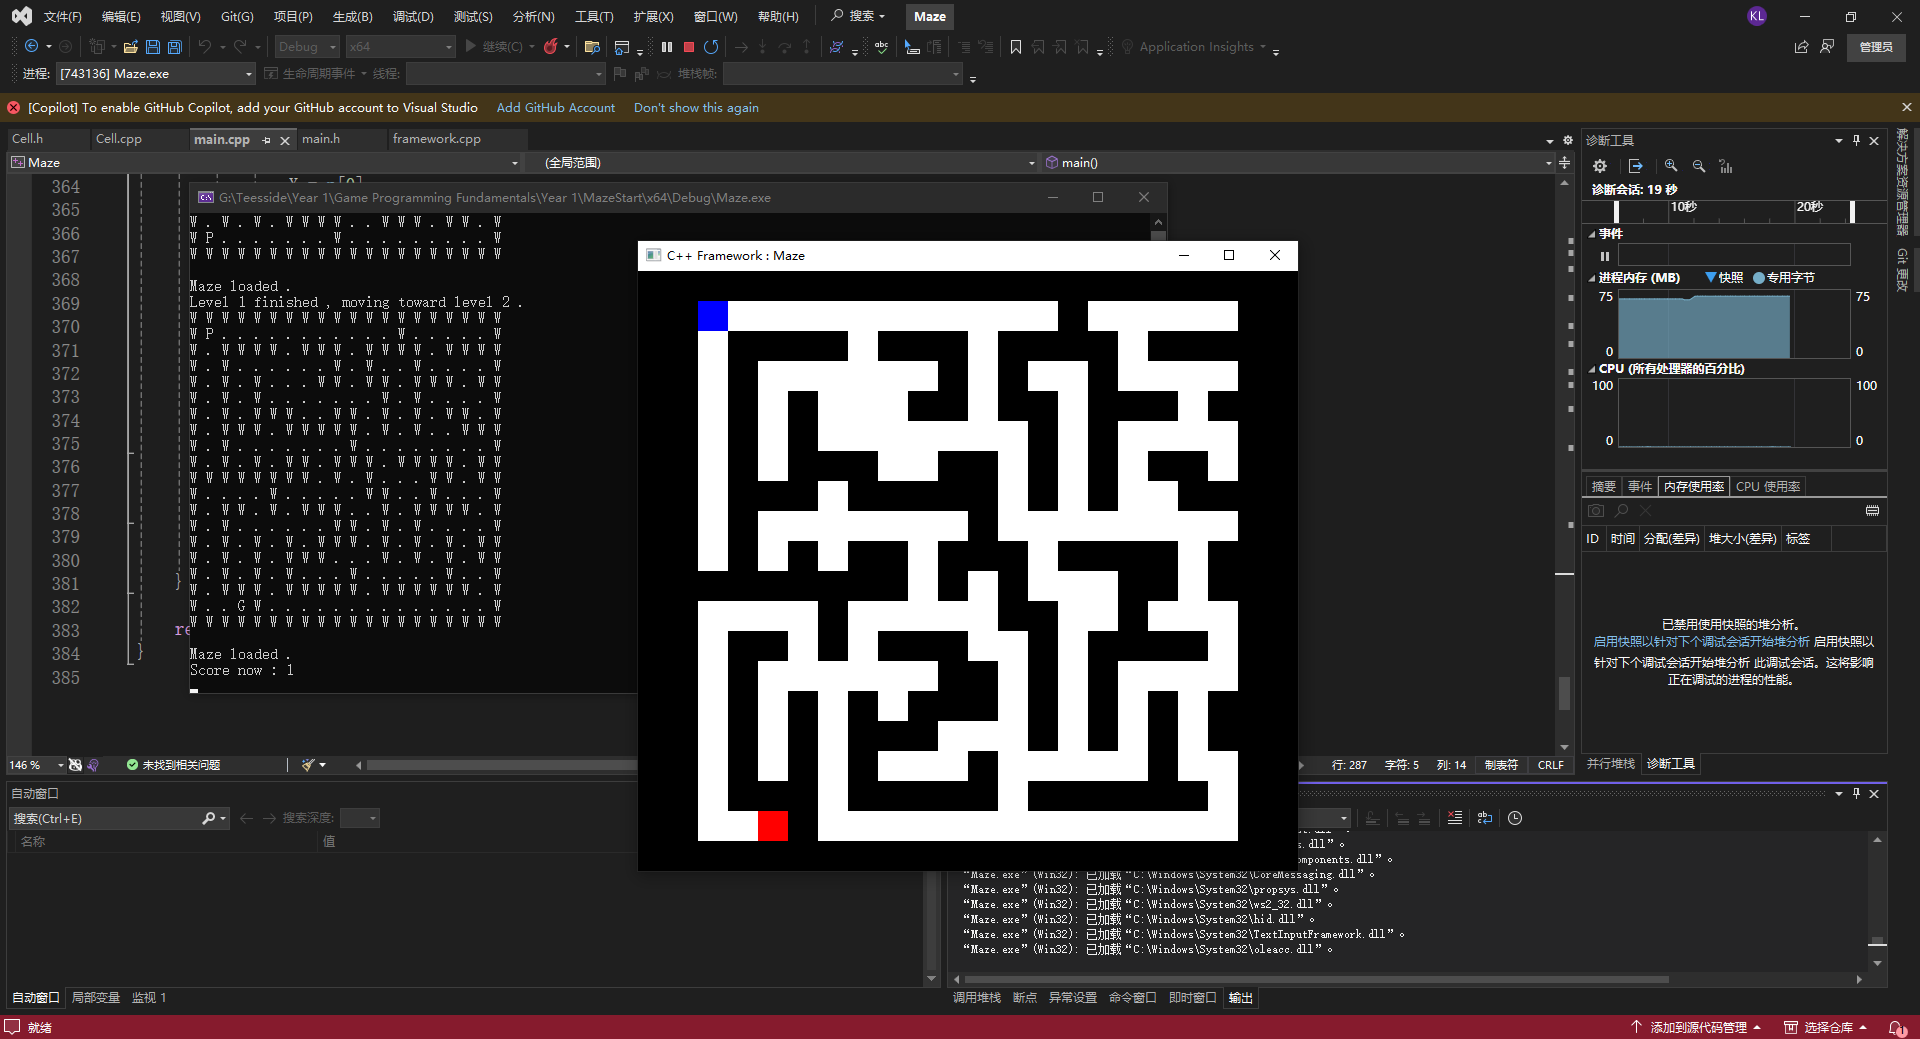 文件(F) 编辑(E) 视图(V) Git(G) 项目(P) 生成(B) 调试(D) 测试(S) 分析(N) 工具(T) 扩展(X) 窗口(W) 帮助(H) 搜索 Maze KL
Debug x64 继续(C) Application Insights 管理员
进程: [743136] Maze.exe 生命周期事件 线程: 堆栈帧:
[Copilot] To enable GitHub Copilot, add your GitHub account to Visual Studio Add GitHub Account Don't show this again
Cell.h Cell.cpp main.cpp main.h framework.cpp
Maze (全局范围) main()
364
365
366
367
368
369
370
371
372
373
374
375
376
377
378
379
380
381 }
382
383 re
384 }
385
G:\Teesside\Year 1\Game Programming Fundamentals\Year 1\MazeStart\x64\Debug\Maze.exe
W P . . . . . . . W . . . . . . . . . W
W W W W W W W W W W W W W W W W W W W W
Maze loaded .
Level 1 finished , moving toward level 2 .
W W W W W W W W W W W W W W W W W W W W
W P . . . . . . . . . . . W . . . . . W
W . . G W . . . . . . . . . . . . . . W
W W W W W W W W W W W W W W W W W W W W
Maze loaded .
Score now : 1
C++ Framework : Maze
146 % 未找到相关问题 行: 287 字符: 5 列: 14 制表符 CRLF
诊断工具
诊断会话: 19 秒
10秒 20秒
事件
进程内存 (MB) 快照 专用字节
75 75
0 0
CPU (所有处理器的百分比)
100 100
0 0
摘要 事件 内存使用率 CPU 使用率
ID 时间 分配(差异) 堆大小(差异) 标签
已禁用使用快照的堆分析。
启用快照以针对下个调试会话开始堆分析 启用快照以
针对下个调试会话开始堆分析 此调试会话。这将影响
正在调试的进程的性能。
并行堆栈 诊断工具
解决方案资源管理器
Git 更改
自动窗口
搜索(Ctrl+E) 搜索深度:
名称 值
自动窗口 局部变量 监视 1
s.dll”。
omponents.dll”。
“Maze.exe”(Win32): 已加载“C:\Windows\System32\CoreMessaging.dll”。
“Maze.exe”(Win32): 已加载“C:\Windows\System32\propsys.dll”。
“Maze.exe”(Win32): 已加载“C:\Windows\System32\ws2_32.dll”。
“Maze.exe”(Win32): 已加载“C:\Windows\System32\hid.dll”。
“Maze.exe”(Win32): 已加载“C:\Windows\System32\TextInputFramework.dll”。
“Maze.exe”(Win32): 已加载“C:\Windows\System32\oleacc.dll”。
调用堆栈 断点 异常设置 命令窗口 即时窗口 输出
就绪 添加到源代码管理 选择仓库 1